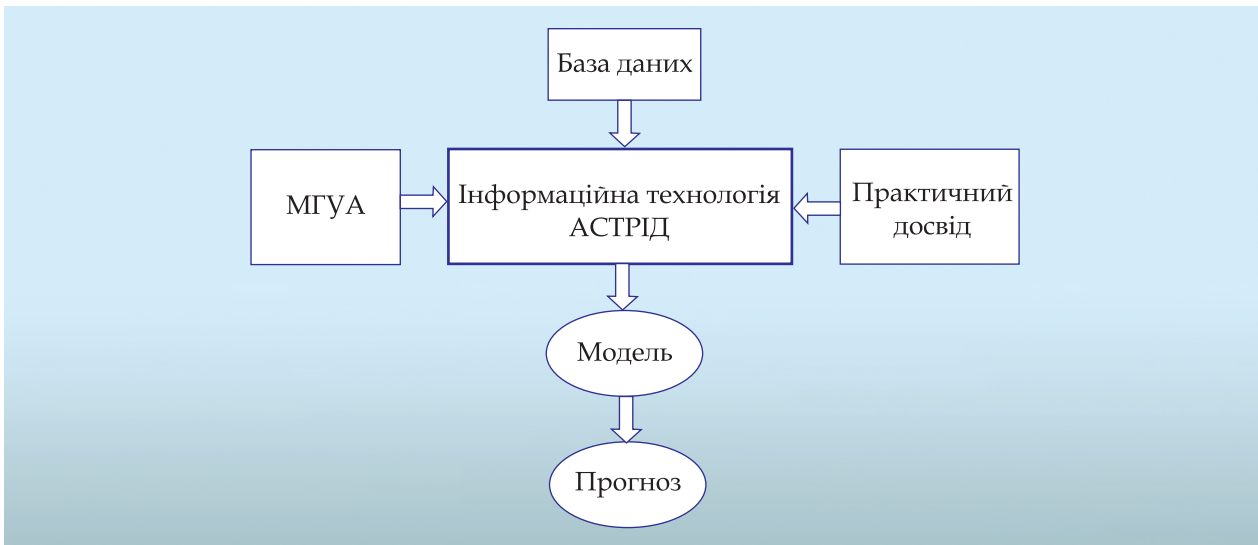 База даних
МГУА
Інформаційна технологія
АСТРІД
Практичний
досвід
Модель
Прогноз